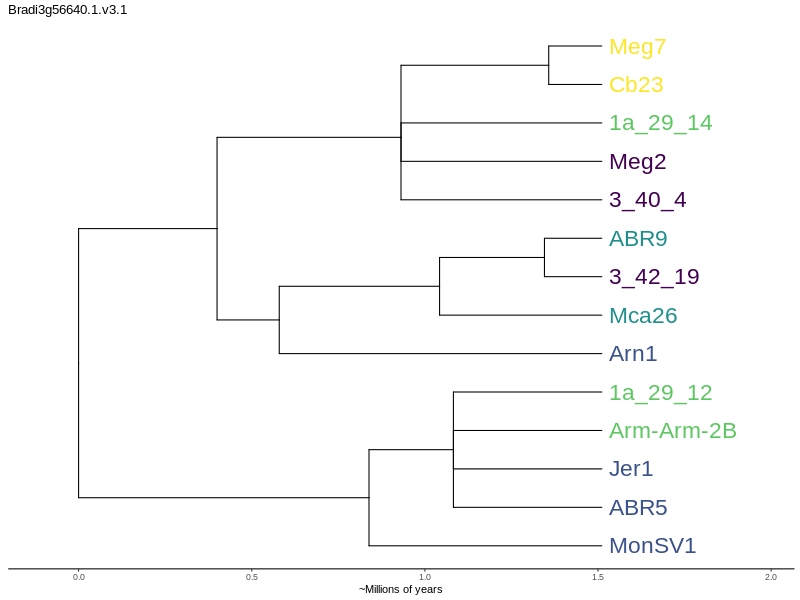 Bradi3g56640.1.v3.1
Meg7
Cb23
1a_29_14
Meg2
3_40_4
ABR9
3_42_19
Mca26
Arn1
1a_29_12
Arm-Arm-2B
Jer1
ABR5
MonSV1
0.0 0.5 1.0 1.5 2.0
~Millions of years